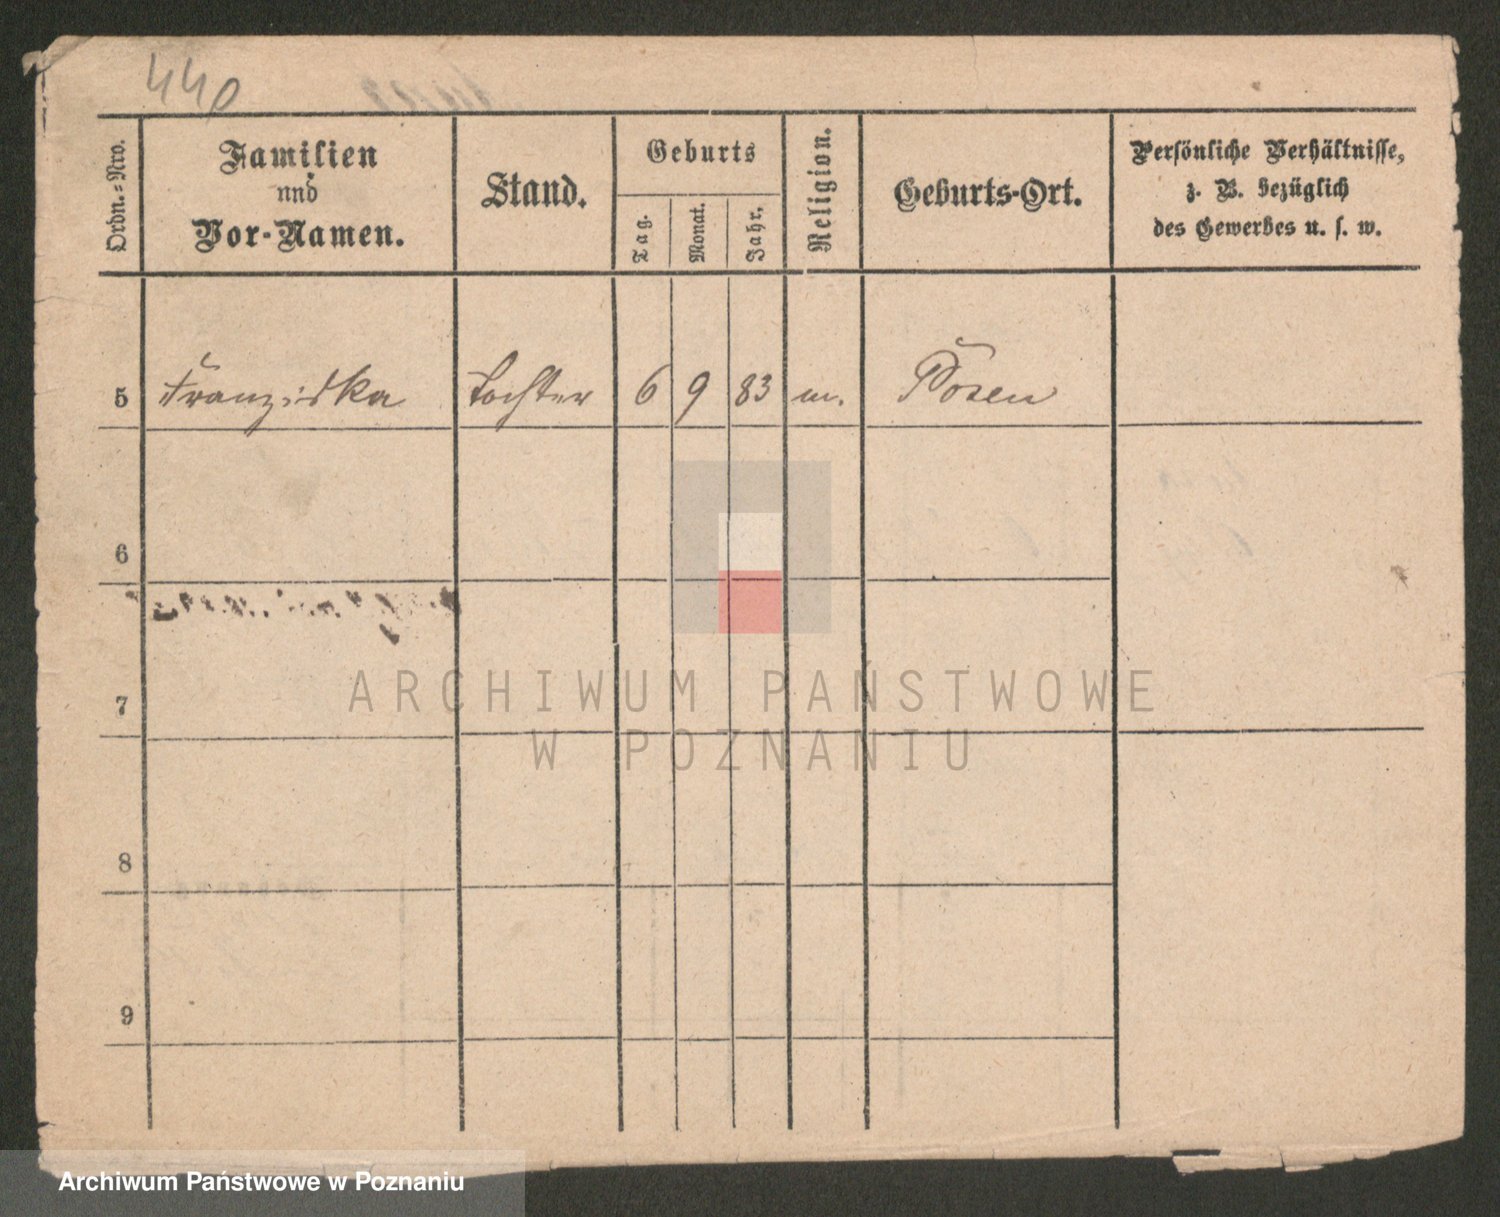 440
Ordn.-Nro.
Familien
und
Vor-Namen.
Stand.
Geburts
Tag.
Monat.
Jahr.
Religion.
Geburts-Ort.
Persönliche Verhältnisse,
z. B. bezüglich
des Gewerbes u. s. w.
5 Franziska Tochter 6 9 83 m. Posen
6
7
8
9
ARCHIWUM PAŃSTWOWE
W POZNANIU
Archiwum Państwowe w Poznaniu